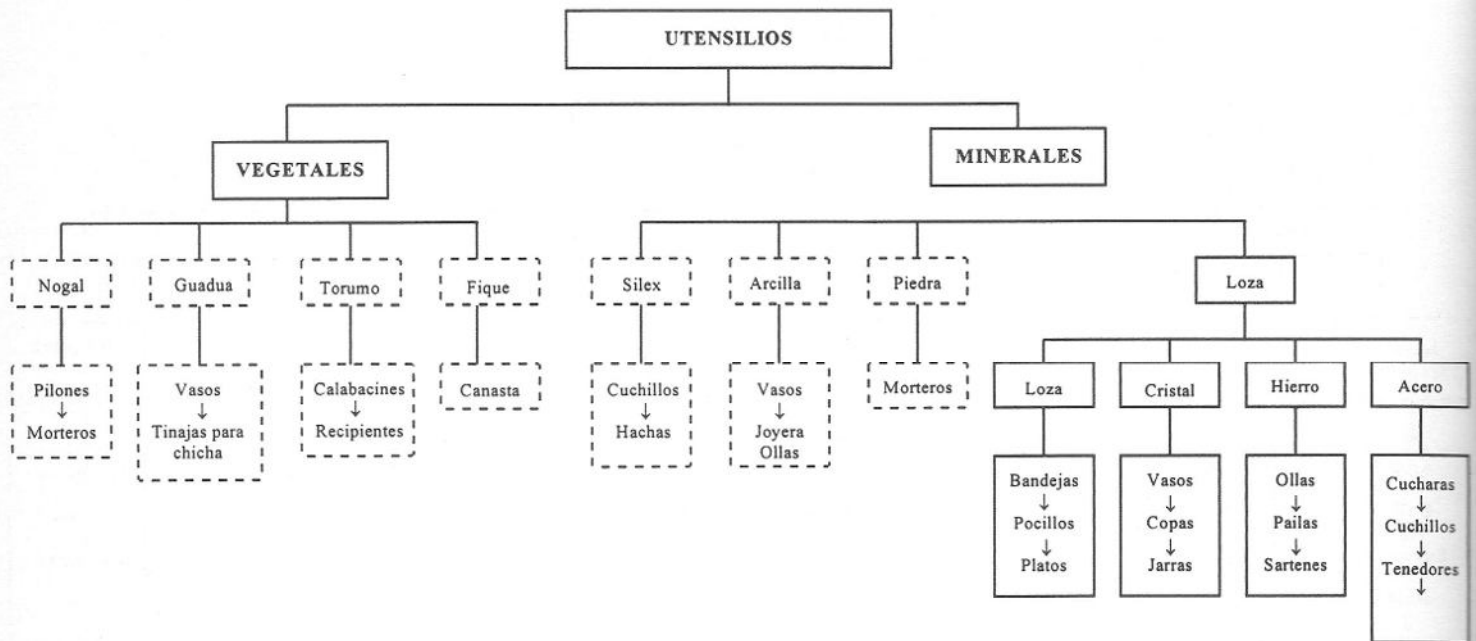 UTENSILIOS
VEGETALES
MINERALES
Nogal
Guadua
Torumo
Fique
Silex
Arcilla
Piedra
Loza
Pilones
↓
Morteros
Vasos
↓
Tinajas para
chicha
Calabacines
↓
Recipientes
Canasta
Cuchillos
↓
Hachas
Vasos
↓
Joyera
Ollas
Morteros
Loza
Cristal
Hierro
Acero
Bandejas
↓
Pocillos
↓
Platos
Vasos
↓
Copas
↓
Jarras
Ollas
↓
Pailas
↓
Sartenes
Cucharas
↓
Cuchillos
↓
Tenedores
↓